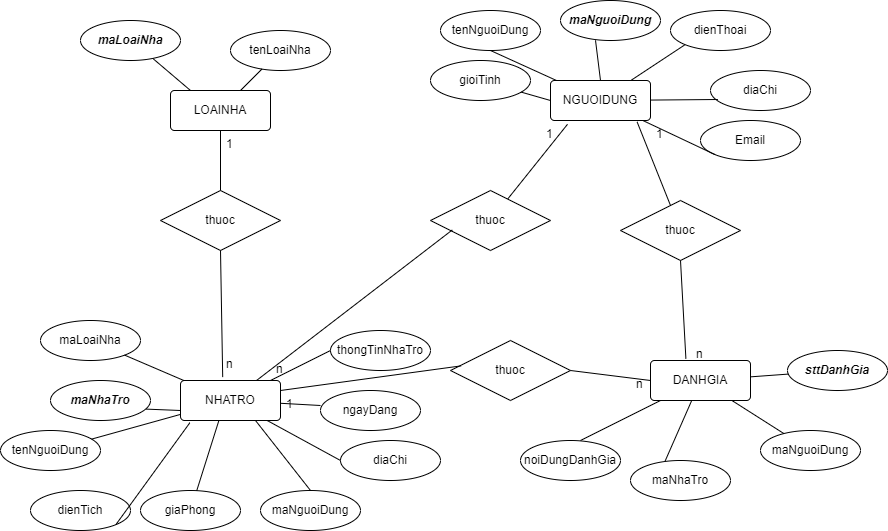 maNguoiDung
tenNguoiDung
dienThoai
maLoaiNha
tenLoaiNha
gioiTinh
diaChi
NGUOIDUNG
LOAINHA
1
1
Email
1
thuoc
thuoc
thuoc
maLoaiNha
thongTinNhaTro
n
n
n
thuoc
sttDanhGia
n
DANHGIA
maNhaTro
NHATRO
1
ngayDang
tenNguoiDung
diaChi
noiDungDanhGia
maNguoiDung
maNhaTro
dienTich
giaPhong
maNguoiDung